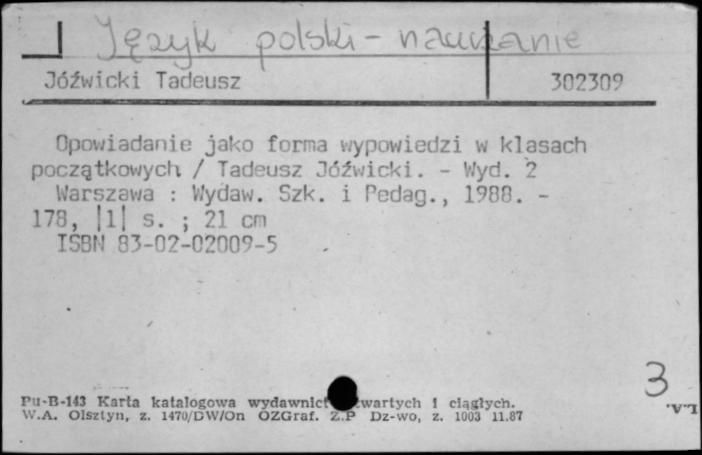 Język polski - nauczanie
Jóźwicki Tadeusz 302309
Opowiadanie jako forma wypowiedzi w klasach
początkowych / Tadeusz Jóźwicki. - Wyd. 2
Warszawa : Wydaw. Szk. i Pedag., 1988. -
178, |1| s. ; 21 cm
ISBN 83-02-02009-5
3
Pu-B-143 Karta katalogowa wydawnict zwartych i ciągłych.
W.A. Olsztyn, z. 1470/DW/On OZGraf. Z.P Dz-wo, z. 1003 11.87